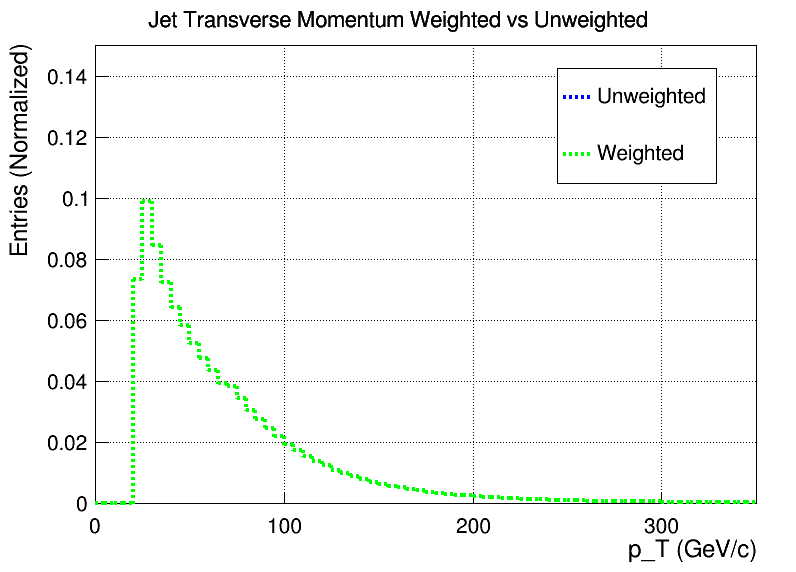 Jet Transverse Momentum Weighted vs Unweighted
Entries (Normalized)
0.14
0.12
0.1
0.08
0.06
0.04
0.02
0
Unweighted
Weighted
0 100 200 300
p_T (GeV/c)